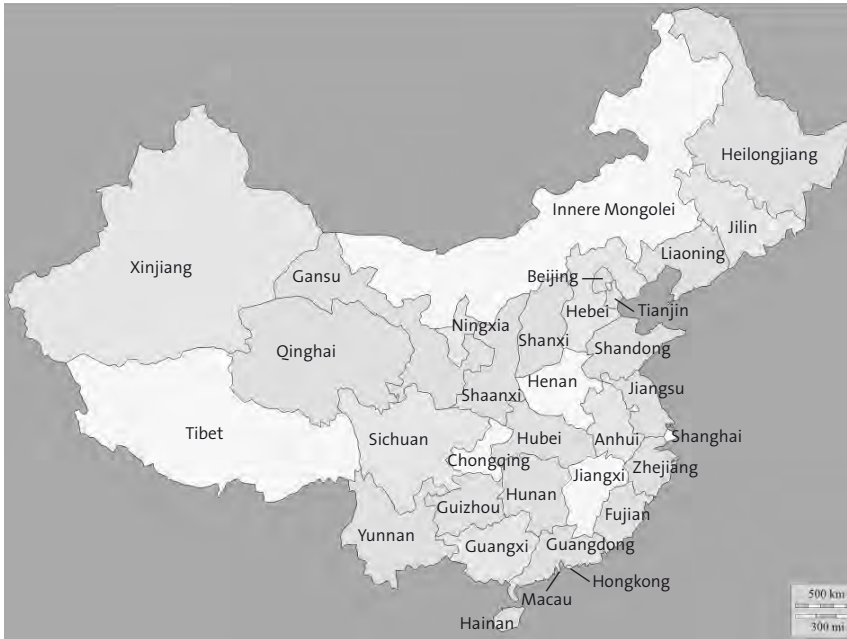 Heilongjiang
Innere Mongolei
Jilin
Liaoning
Xinjiang
Gansu
Beijing
Hebei
Tianjin
Ningxia
Shanxi
Qinghai
Shandong
Henan
Shaanxi
Jiangsu
Tibet
Sichuan
Hubei
Anhui
Shanghai
Chongqing
Jiangxi
Zhejiang
Hunan
Guizhou
Fujian
Yunnan
Guangxi
Guangdong
Hongkong
Macau
Hainan
500 km
300 mi